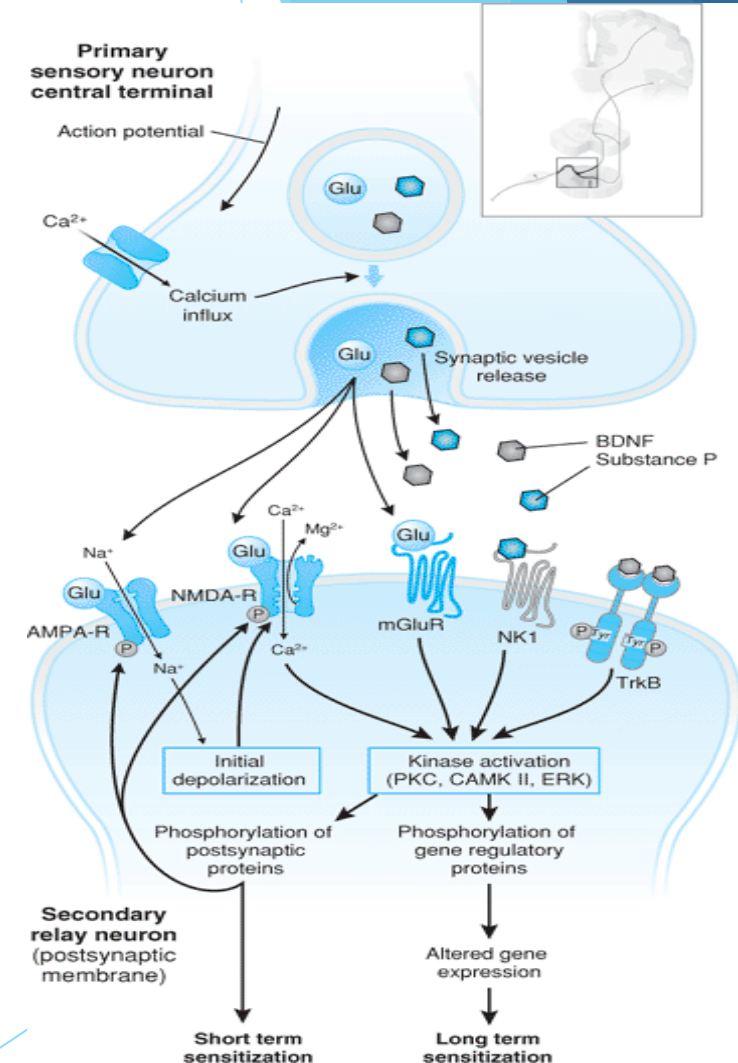 Primary
sensory neuron
central terminal
Action potential
Glu
Ca²⁺
Calcium
influx
Glu
Synaptic vesicle
release
BDNF
Substance P
Ca²⁺
Mg²⁺
Na⁺
Glu
Glu
Glu
NMDA-R
P
AMPA-R
P
Na⁺
Ca²⁺
mGluR
NK1
P
Tyr
Tyr
P
TrkB
Initial
depolarization
Kinase activation
(PKC, CAMK II, ERK)
Phosphorylation of
postsynaptic
proteins
Phosphorylation of
gene regulatory
proteins
Secondary
relay neuron
(postsynaptic
membrane)
Altered gene
expression
Short term
sensitization
Long term
sensitization